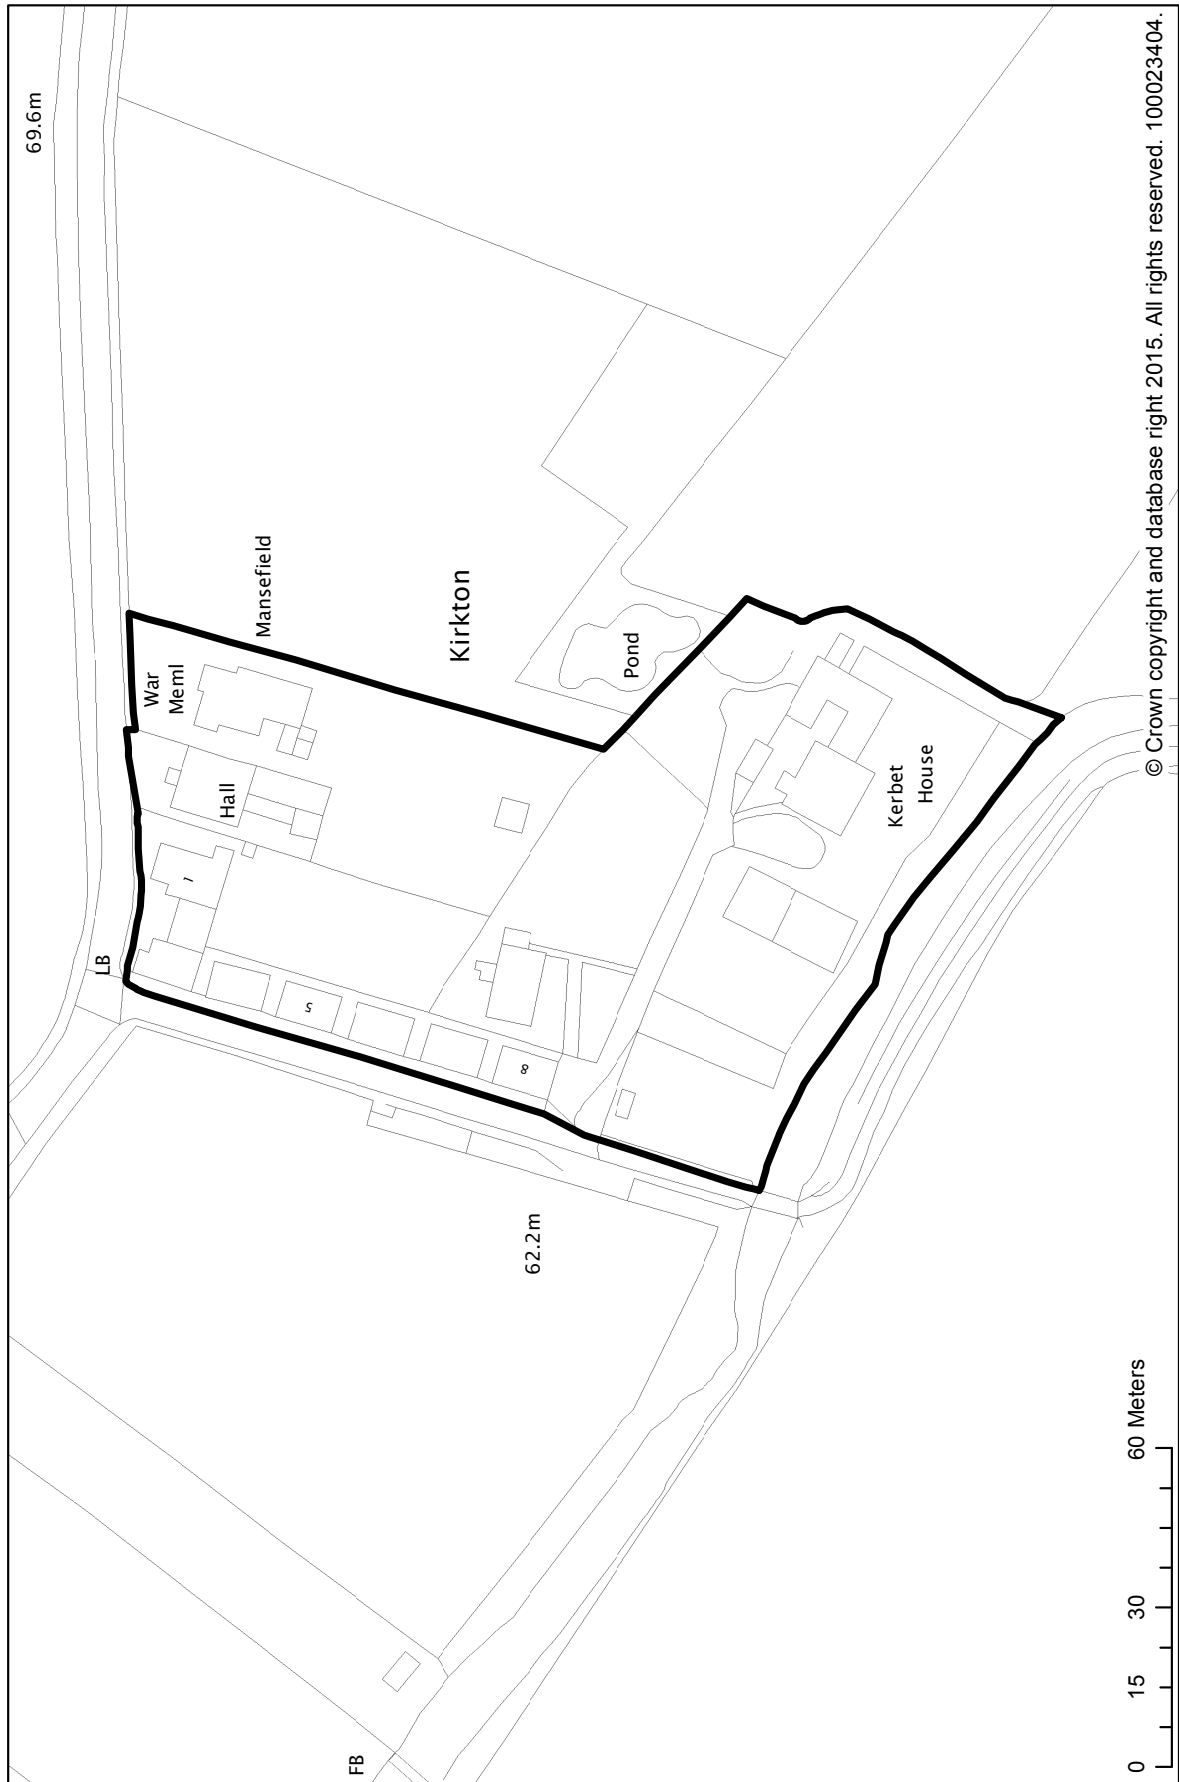 69.6m
War
Meml
Mansefield
Kirkton
Pond
Hall
LB
1
5
8
Kerbet
House
62.2m
FB
0 15 30 60 Meters
© Crown copyright and database right 2015. All rights reserved. 100023404.